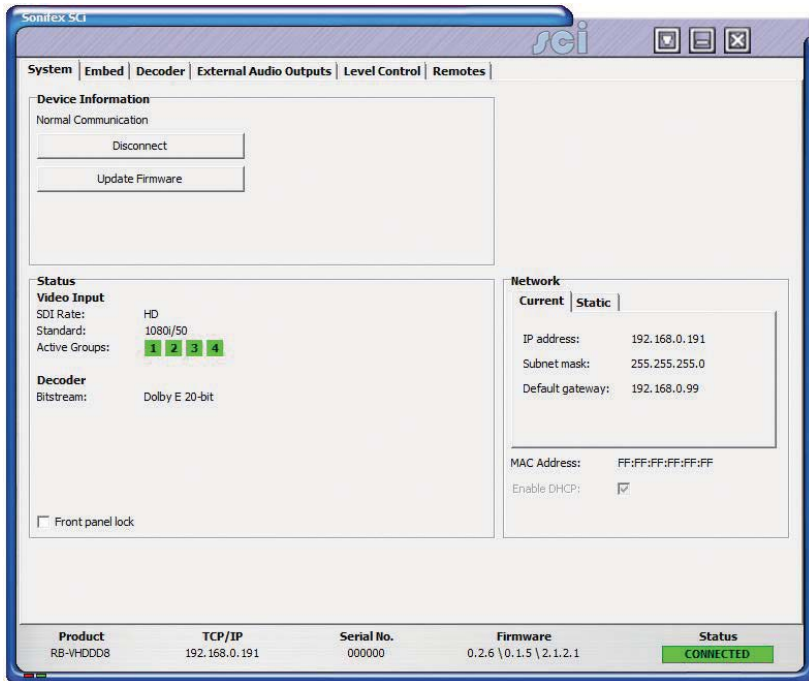 Sonifex SCi
sci
System Embed Decoder External Audio Outputs Level Control Remotes
Device Information
Normal Communication
Disconnect
Update Firmware
Status
Video Input
SDI Rate: HD
Standard: 1080i/50
Active Groups: 1 2 3 4
Decoder
Bitstream: Dolby E 20-bit
Front panel lock
Network
Current Static
IP address: 192.168.0.191
Subnet mask: 255.255.255.0
Default gateway: 192.168.0.99
MAC Address: FF:FF:FF:FF:FF:FF
Enable DHCP:
Product TCP/IP Serial No. Firmware Status
RB-VHDDD8 192.168.0.191 000000 0.2.6 \ 0.1.5 \ 2.1.2.1 CONNECTED